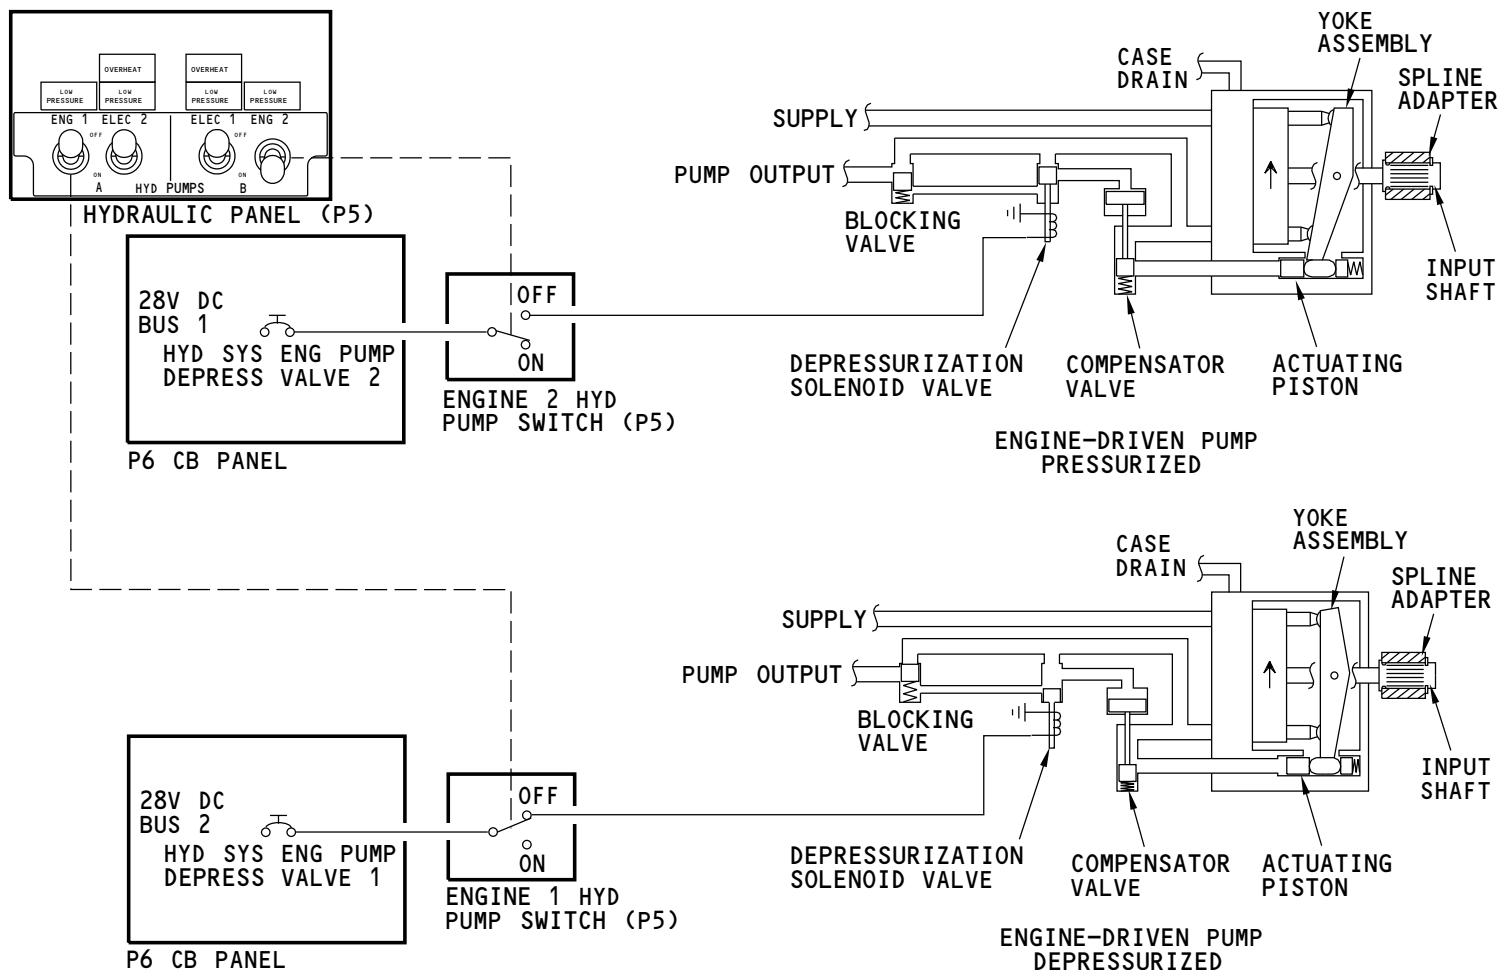 OVERHEAT
OVERHEAT
LOW PRESSURE
LOW PRESSURE
LOW PRESSURE
LOW PRESSURE
ENG 1
ELEC 2
ELEC 1
ENG 2
OFF
OFF
ON
ON
A
HYD PUMPS
B
HYDRAULIC PANEL (P5)
28V DC
BUS 1
HYD SYS ENG PUMP
DEPRESS VALVE 2
P6 CB PANEL
OFF
ON
ENGINE 2 HYD
PUMP SWITCH (P5)
CASE
DRAIN
YOKE
ASSEMBLY
SPLINE
ADAPTER
SUPPLY
PUMP OUTPUT
BLOCKING
VALVE
INPUT
SHAFT
DEPRESSURIZATION
SOLENOID VALVE
COMPENSATOR
VALVE
ACTUATING
PISTON
ENGINE-DRIVEN PUMP
PRESSURIZED
28V DC
BUS 2
HYD SYS ENG PUMP
DEPRESS VALVE 1
P6 CB PANEL
OFF
ON
ENGINE 1 HYD
PUMP SWITCH (P5)
CASE
DRAIN
YOKE
ASSEMBLY
SPLINE
ADAPTER
SUPPLY
PUMP OUTPUT
BLOCKING
VALVE
INPUT
SHAFT
DEPRESSURIZATION
SOLENOID VALVE
COMPENSATOR
VALVE
ACTUATING
PISTON
ENGINE-DRIVEN PUMP
DEPRESSURIZED